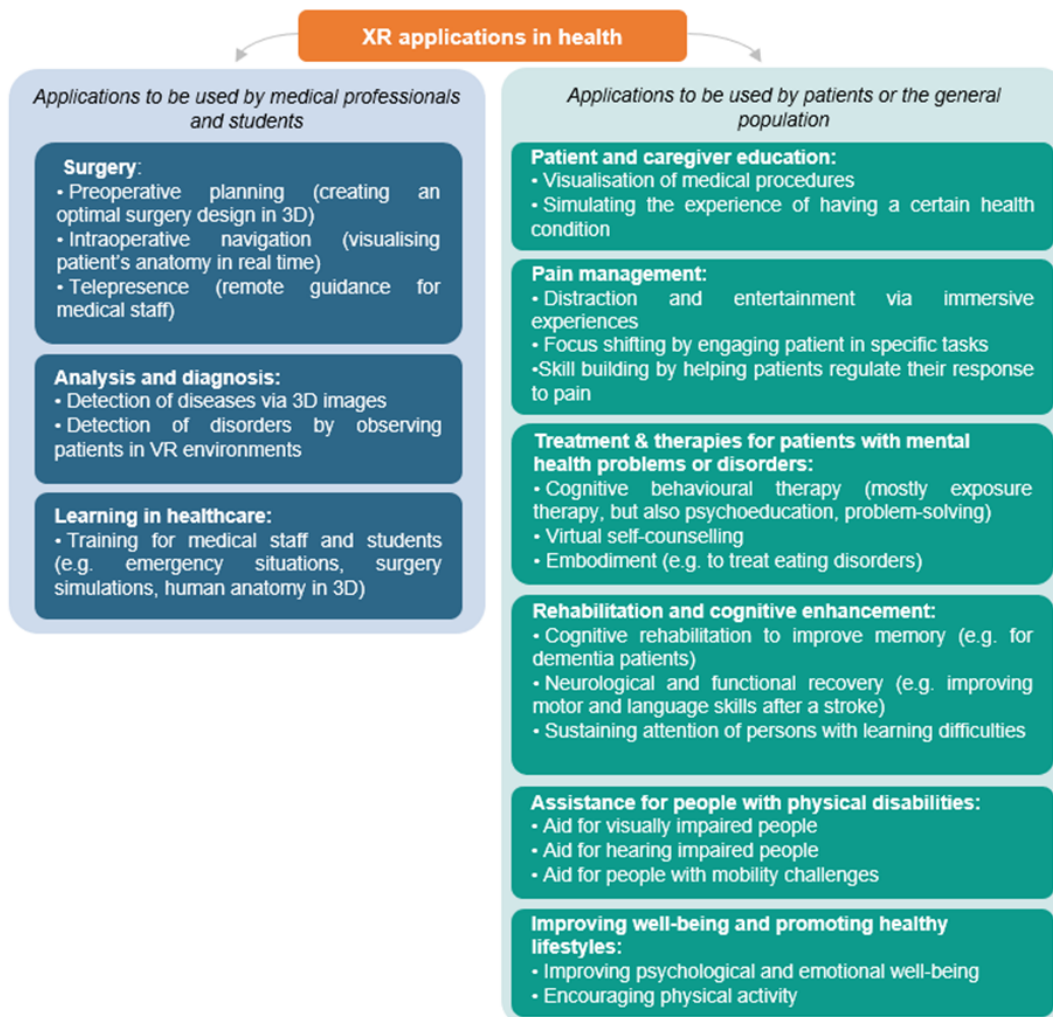 XR applications in health
Applications to be used by medical professionals
and students
Surgery:
• Preoperative planning (creating an
optimal surgery design in 3D)
• Intraoperative navigation (visualising
patient's anatomy in real time)
• Telepresence (remote guidance for
medical staff)
Analysis and diagnosis:
• Detection of diseases via 3D images
• Detection of disorders by observing
patients in VR environments
Learning in healthcare:
• Training for medical staff and students
(e.g. emergency situations, surgery
simulations, human anatomy in 3D)
Applications to be used by patients or the general
population
Patient and caregiver education:
• Visualisation of medical procedures
• Simulating the experience of having a certain health
condition
Pain management:
• Distraction and entertainment via immersive
experiences
• Focus shifting by engaging patient in specific tasks
•Skill building by helping patients regulate their response
to pain
Treatment & therapies for patients with mental
health problems or disorders:
• Cognitive behavioural therapy (mostly exposure
therapy, but also psychoeducation, problem-solving)
• Virtual self-counselling
• Embodiment (e.g. to treat eating disorders)
Rehabilitation and cognitive enhancement:
• Cognitive rehabilitation to improve memory (e.g. for
dementia patients)
• Neurological and functional recovery (e.g. improving
motor and language skills after a stroke)
• Sustaining attention of persons with learning difficulties
Assistance for people with physical disabilities:
• Aid for visually impaired people
• Aid for hearing impaired people
• Aid for people with mobility challenges
Improving well-being and promoting healthy
lifestyles:
• Improving psychological and emotional well-being
• Encouraging physical activity